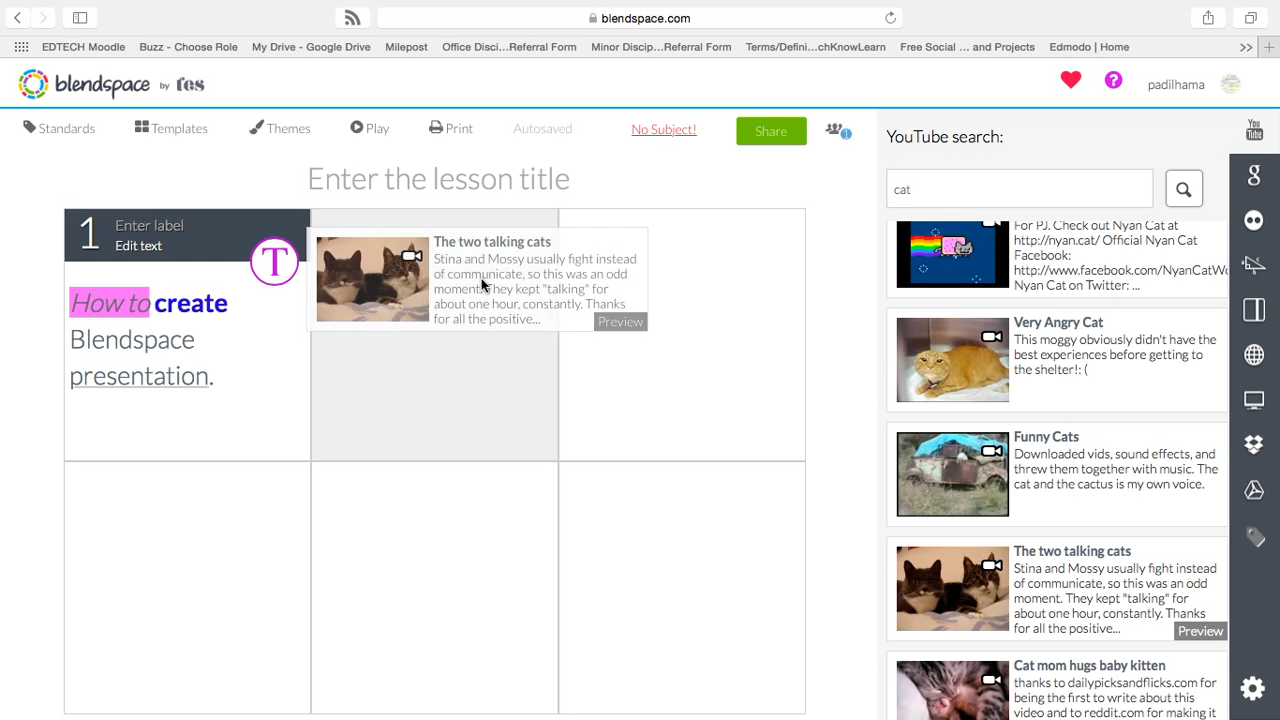 blendspace.com
EDTECH Moodle
Buzz - Choose Role
My Drive - Google Drive
Milepost
Office Disci...Referral Form
Minor Discip...Referral Form
Terms/Defini...chKnowLearn
Free Social ... and Projects
Edmodo | Home
>>
+
blendspace by fes
?
padilhama
Standards
Templates
Themes
Play
Print
Autosaved
No Subject!
Share
1
Enter the lesson title
1
Enter label
Edit text
T
How to create
Blendspace
presentation.
The two talking cats
Stina and Mossy usually fight instead
of communicate, so this was an odd
moment. They kept "talking" for
about one hour, constantly. Thanks
for all the positive...
Preview
YouTube search:
cat
For PJ. Check out Nyan Cat at
http://nyan.cat/ Official Nyan
Cat
Facebook:
http://www.facebook.com/NyanCatWo
Etsy on Twitter: ...
Very Angry Cat
This moggy obviously didn't have the
best experiences before getting to
the shelter!: (
Funny Cats
Downloaded vids, sound effects, and
threw them together with music. The
cat and the cactus is my own voice.
The two talking cats
Stina and Mossy usually fight instead
of communicate, so this was an odd
moment. They kept "talking" for
about one hour, constantly. Thanks
for all the positive...
Preview
Cat mom hugs baby kitten
thanks to dailypicksandflicks.com for
being the first to write about this
video and to reddit.com for making it
You
Tube
g